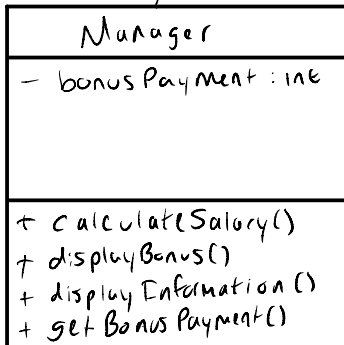 Manager
- bonusPayment : int
+ calculateSalary()
+ displayBonus()
+ displayInformation()
+ getBonusPayment()